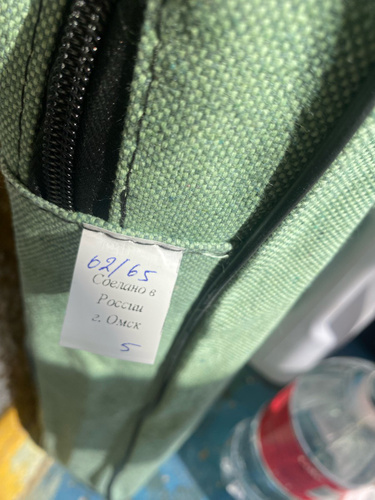 62/65
Сделано в
России
г. Омск
5